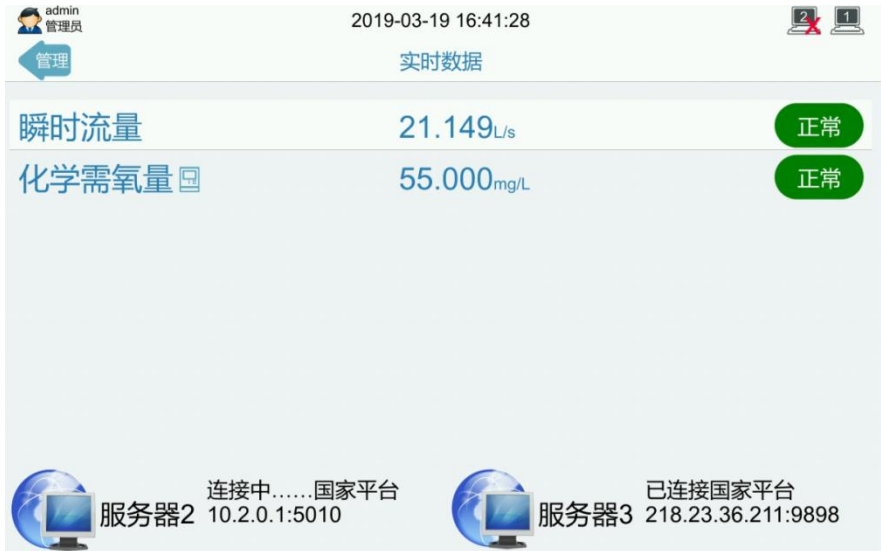 admin
管理员
2019-03-19 16:41:28
2
1
管理
实时数据
瞬时流量 21.149L/s 正常
化学需氧量 55.000mg/L 正常
服务器2
连接中……国家平台
10.2.0.1:5010
服务器3
已连接国家平台
218.23.36.211:9898